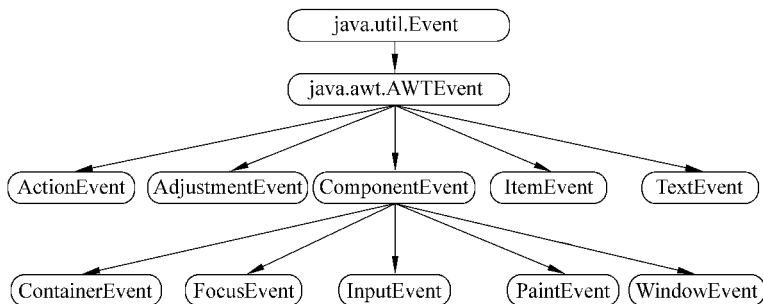 java.util.Event
java.awt.AWTEvent
ActionEvent AdjustmentEvent ComponentEvent ItemEvent TextEvent
ContainerEvent FocusEvent InputEvent PaintEvent WindowEvent